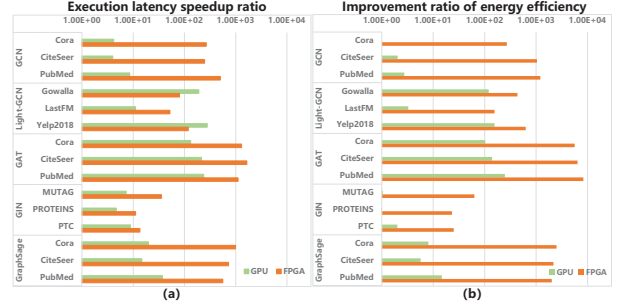 Execution latency speedup ratio
1.00E+00 1.00E+01 1.00E+02 1.00E+03 1.00E+04
GCN
Cora
CiteSeer
PubMed
Light-GCN
Gowalla
LastFM
Yelp2018
GAT
Cora
CiteSeer
PubMed
GIN
MUTAG
PROTEINS
PTC
GraphSage
Cora
CiteSeer
PubMed
GPU FPGA
(a)
Improvement ratio of energy efficiency
1.00E+00 1.00E+01 1.00E+02 1.00E+03 1.00E+04
GCN
Cora
CiteSeer
PubMed
Light-GCN
Gowalla
LastFM
Yelp2018
GAT
Cora
CiteSeer
PubMed
GIN
MUTAG
PROTEINS
PTC
GraphSage
Cora
CiteSeer
PubMed
GPU FPGA
(b)